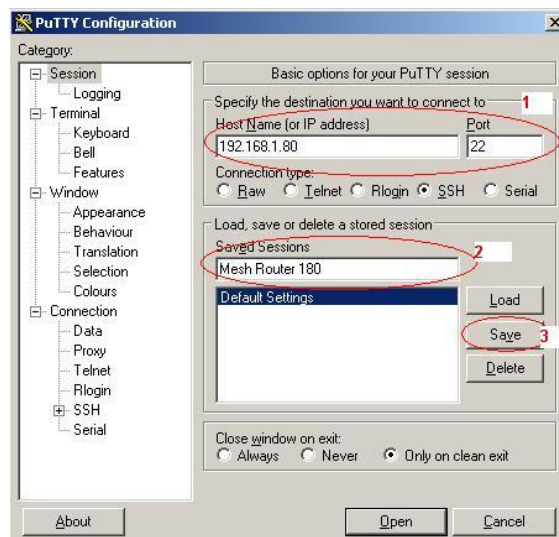 PuTTY Configuration
Category:
Session
Logging
Terminal
Keyboard
Bell
Features
Window
Appearance
Behaviour
Translation
Selection
Colours
Connection
Data
Proxy
Telnet
Rlogin
SSH
Serial
Basic options for your PuTTY session
Specify the destination you want to connect to 1
Host Name (or IP address) Port
192.168.1.80 22
Connection type:
Raw Telnet Rlogin SSH Serial
Load, save or delete a stored session
Saved Sessions 2
Mesh Router 180
Default Settings
Load
Save 3
Delete
Close window on exit:
Always Never Only on clean exit
About Open Cancel